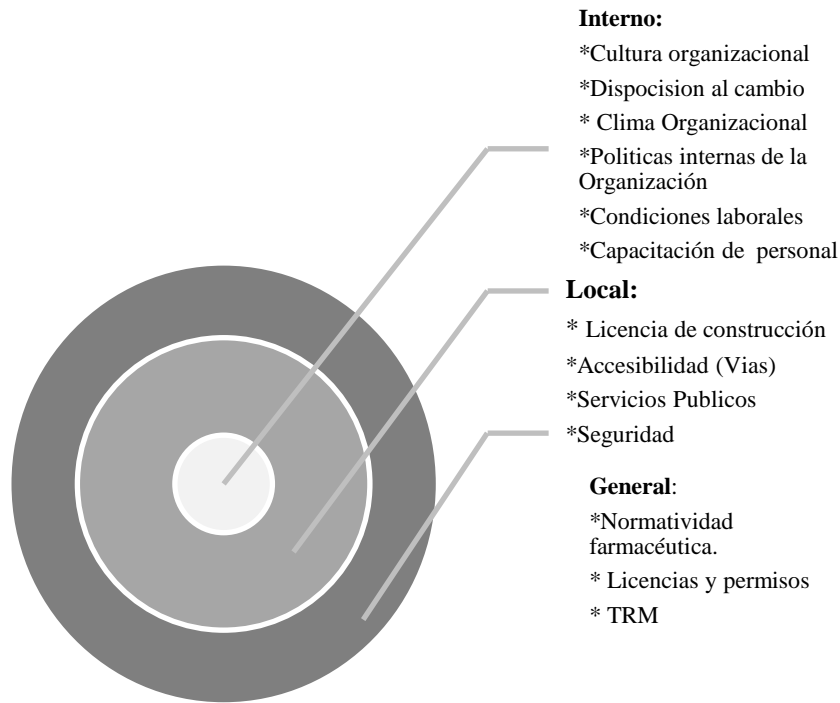 Interno:
*Cultura organizacional
*Dispocision al cambio
* Clima Organizacional
*Politicas internas de la
Organización
*Condiciones laborales
*Capacitación de personal
Local:
* Licencia de construcción
*Accesibilidad (Vias)
*Servicios Publicos
*Seguridad
General:
*Normatividad
farmacéutica.
* Licencias y permisos
* TRM